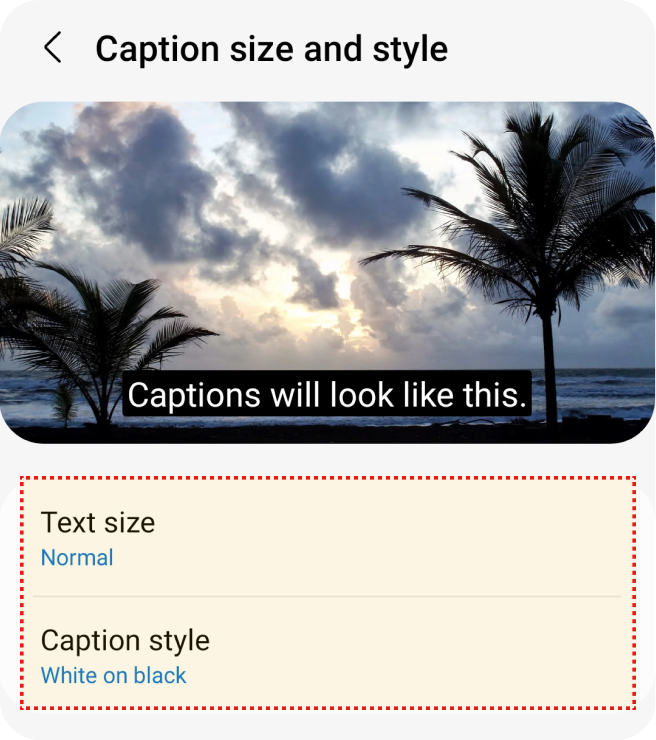 Caption size and style
Captions will look like this.
Text size
Normal
Caption style
White on black